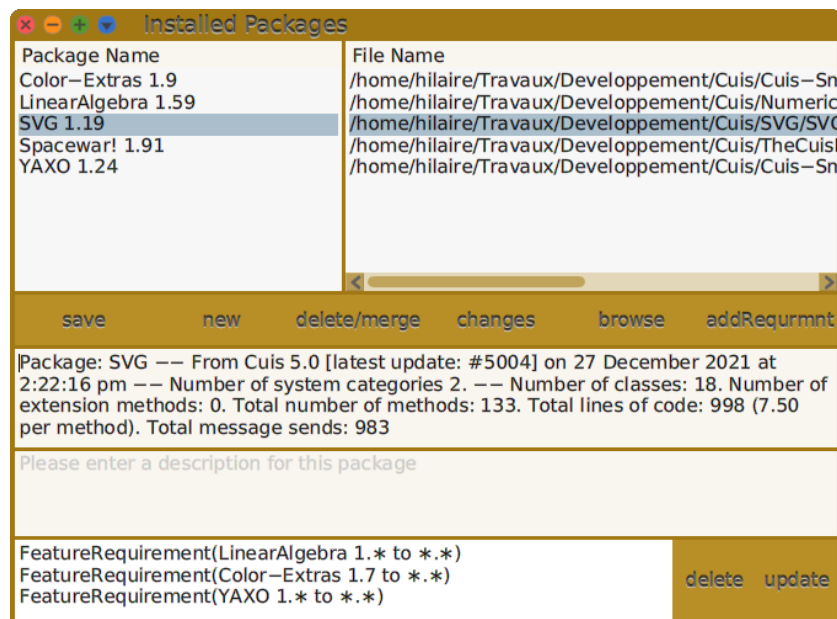 Installed Packages
Package Name
File Name
Color−Extras 1.9
/home/hilaire/Travaux/Developpement/Cuis/Cuis−Sm
LinearAlgebra 1.59
/home/hilaire/Travaux/Developpement/Cuis/Numeric
SVG 1.19
/home/hilaire/Travaux/Developpement/Cuis/SVG/SVG
Spacewar! 1.91
/home/hilaire/Travaux/Developpement/Cuis/TheCuisB
YAXO 1.24
/home/hilaire/Travaux/Developpement/Cuis/Cuis−Sm
save new delete/merge changes browse addRequrmnt
Package: SVG −− From Cuis 5.0 [latest update: #5004] on 27 December 2021 at
2:22:16 pm −− Number of system categories 2. −− Number of classes: 18. Number of
extension methods: 0. Total number of methods: 133. Total lines of code: 998 (7.50
per method). Total message sends: 983
Please enter a description for this package
FeatureRequirement(LinearAlgebra 1.∗ to ∗.∗)
FeatureRequirement(Color−Extras 1.7 to ∗.∗)
FeatureRequirement(YAXO 1.∗ to ∗.∗)
delete update